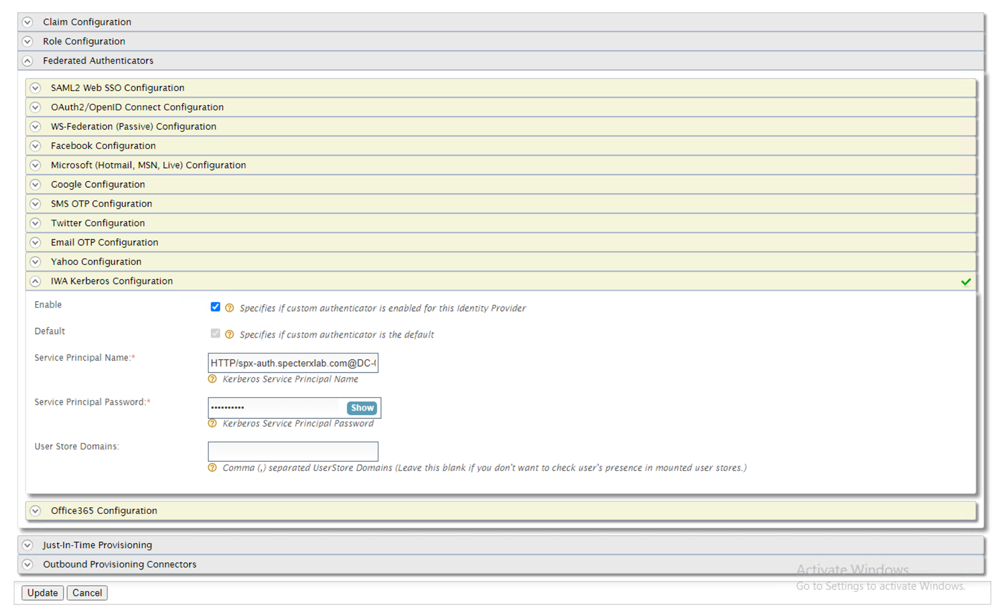 Claim Configuration
Role Configuration
Federated Authenticators
SAML2 Web SSO Configuration
OAuth2/OpenID Connect Configuration
WS-Federation (Passive) Configuration
Facebook Configuration
Microsoft (Hotmail, MSN, Live) Configuration
Google Configuration
SMS OTP Configuration
Twitter Configuration
Email OTP Configuration
Yahoo Configuration
IWA Kerberos Configuration
Enable
? Specifies if custom authenticator is enabled for this Identity Provider
Default
? Specifies if custom authenticator is the default
Service Principal Name:*
HTTP/spx-auth.specterxlab.com@DC-
? Kerberos Service Principal Name
Service Principal Password:*
•••••••••• Show
? Kerberos Service Principal Password
User Store Domains:
? Comma (,) separated UserStore Domains (Leave this blank if you don't want to check user's presence in mounted user stores.)
Office365 Configuration
Just-In-Time Provisioning
Outbound Provisioning Connectors
Activate Windows
Go to Settings to activate Windows.
Update Cancel